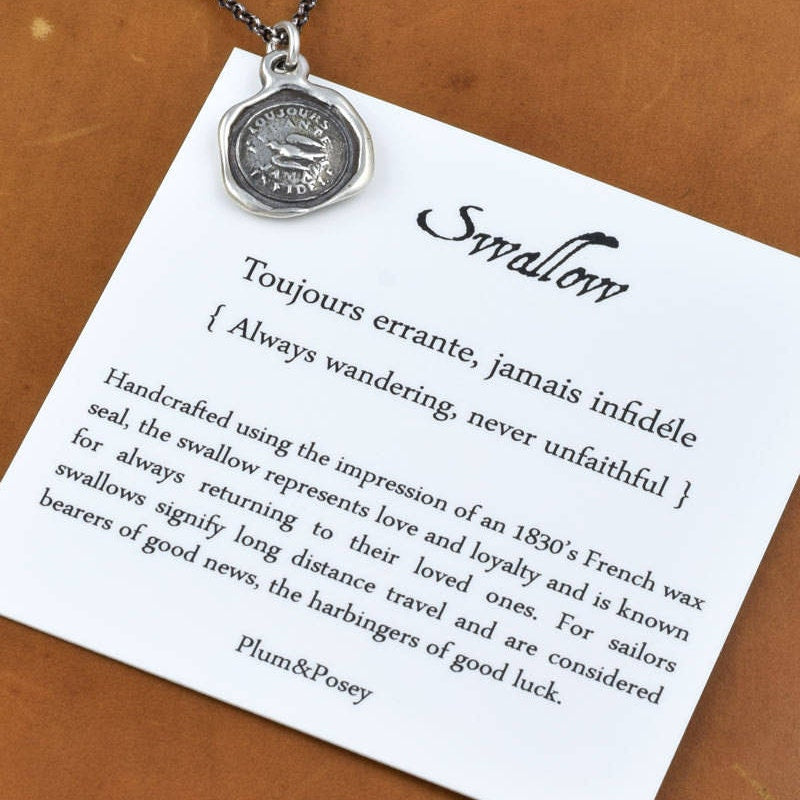 TOUJOURS
ERRANTE
JAMAIS
INFIDELE
Swallow
Toujours errante, jamais infidéle
{ Always wandering, never unfaithful }
Handcrafted using the impression of an 1830's French wax
seal, the swallow represents love and loyalty and is known
for always returning to their loved ones. For sailors
swallows signify long distance travel and are considered
bearers of good news, the harbingers of good luck.
Plum&Posey